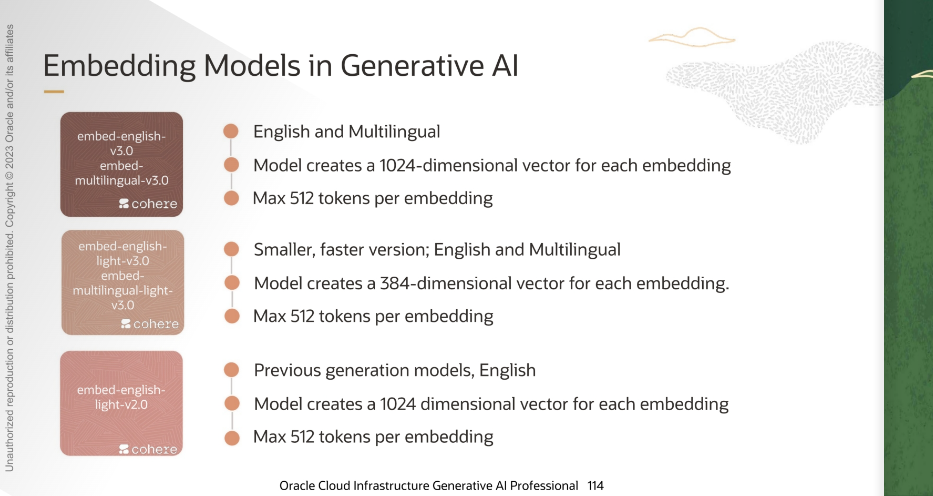 Unauthorized reproduction or distribution prohibited. Copyright © 2023 Oracle and/or its affiliates
Embedding Models in Generative AI
embed-english-
v3.0
embed-
multilingual-v3.0
cohere
English and Multilingual
Model creates a 1024-dimensional vector for each embedding
Max 512 tokens per embedding
embed-english-
light-v3.0
embed-
multilingual-light-
v3.0
cohere
Smaller, faster version; English and Multilingual
Model creates a 384-dimensional vector for each embedding.
Max 512 tokens per embedding
embed-english-
light-v2.0
cohere
Previous generation models, English
Model creates a 1024 dimensional vector for each embedding
Max 512 tokens per embedding
Oracle Cloud Infrastructure Generative AI Professional 114